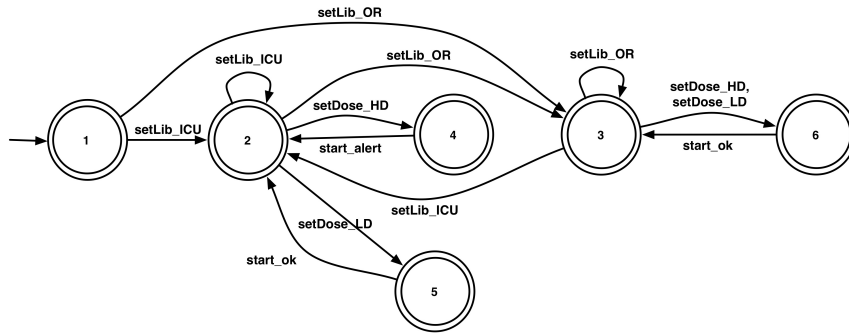 setLib_OR
setLib_ICU
setLib_OR
setLib_OR
setDose_HD,
setDose_LD
setDose_HD
1
setLib_ICU
2
4
3
6
start_alert
start_ok
setLib_ICU
setDose_LD
start_ok
5